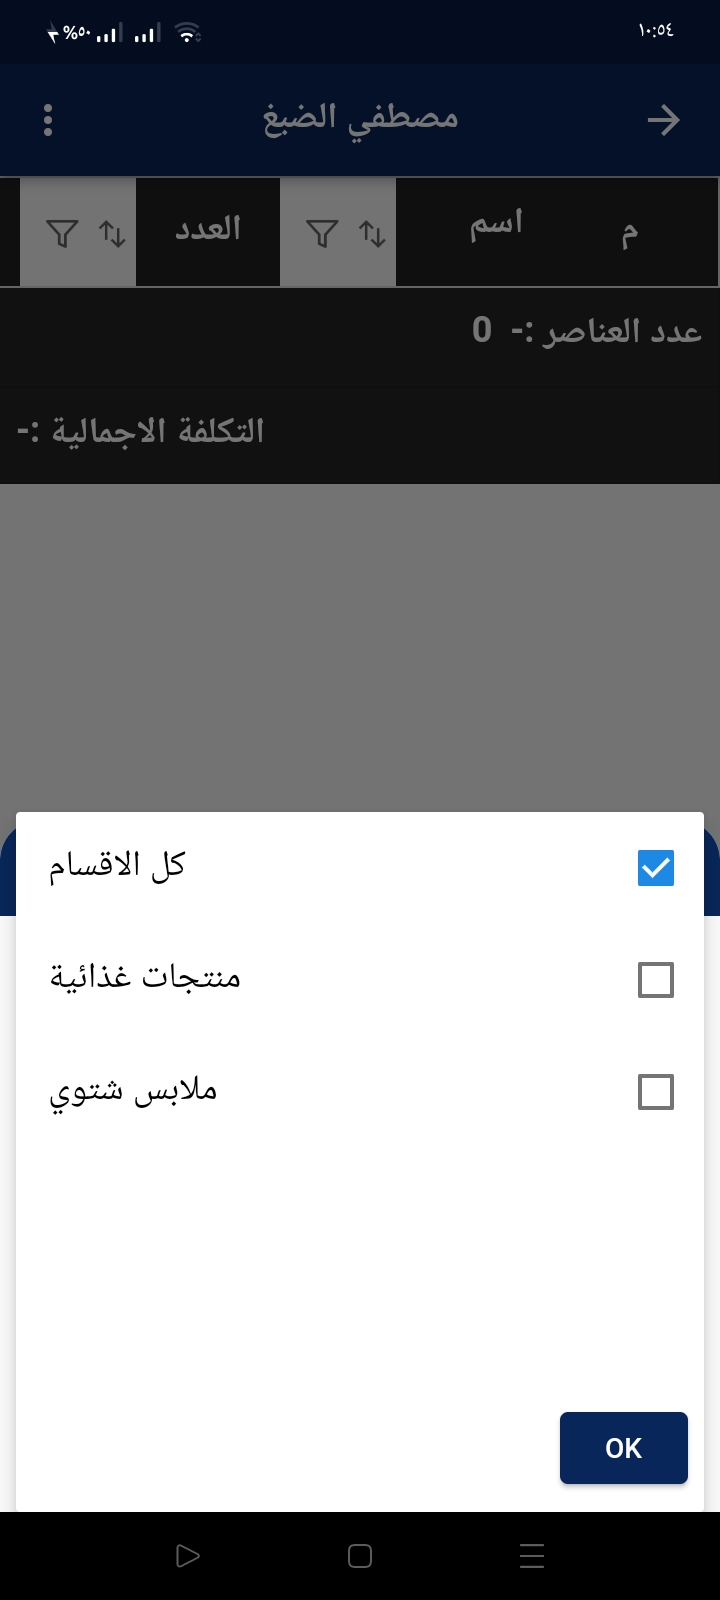 ١٠:٥٤ %٥٠
مصطفي الضبغ
م اسم العدد
عدد العناصر :- 0
التكلفة الاجمالية :-
كل الاقسام
منتجات غذائية
ملابس شتوي
OK